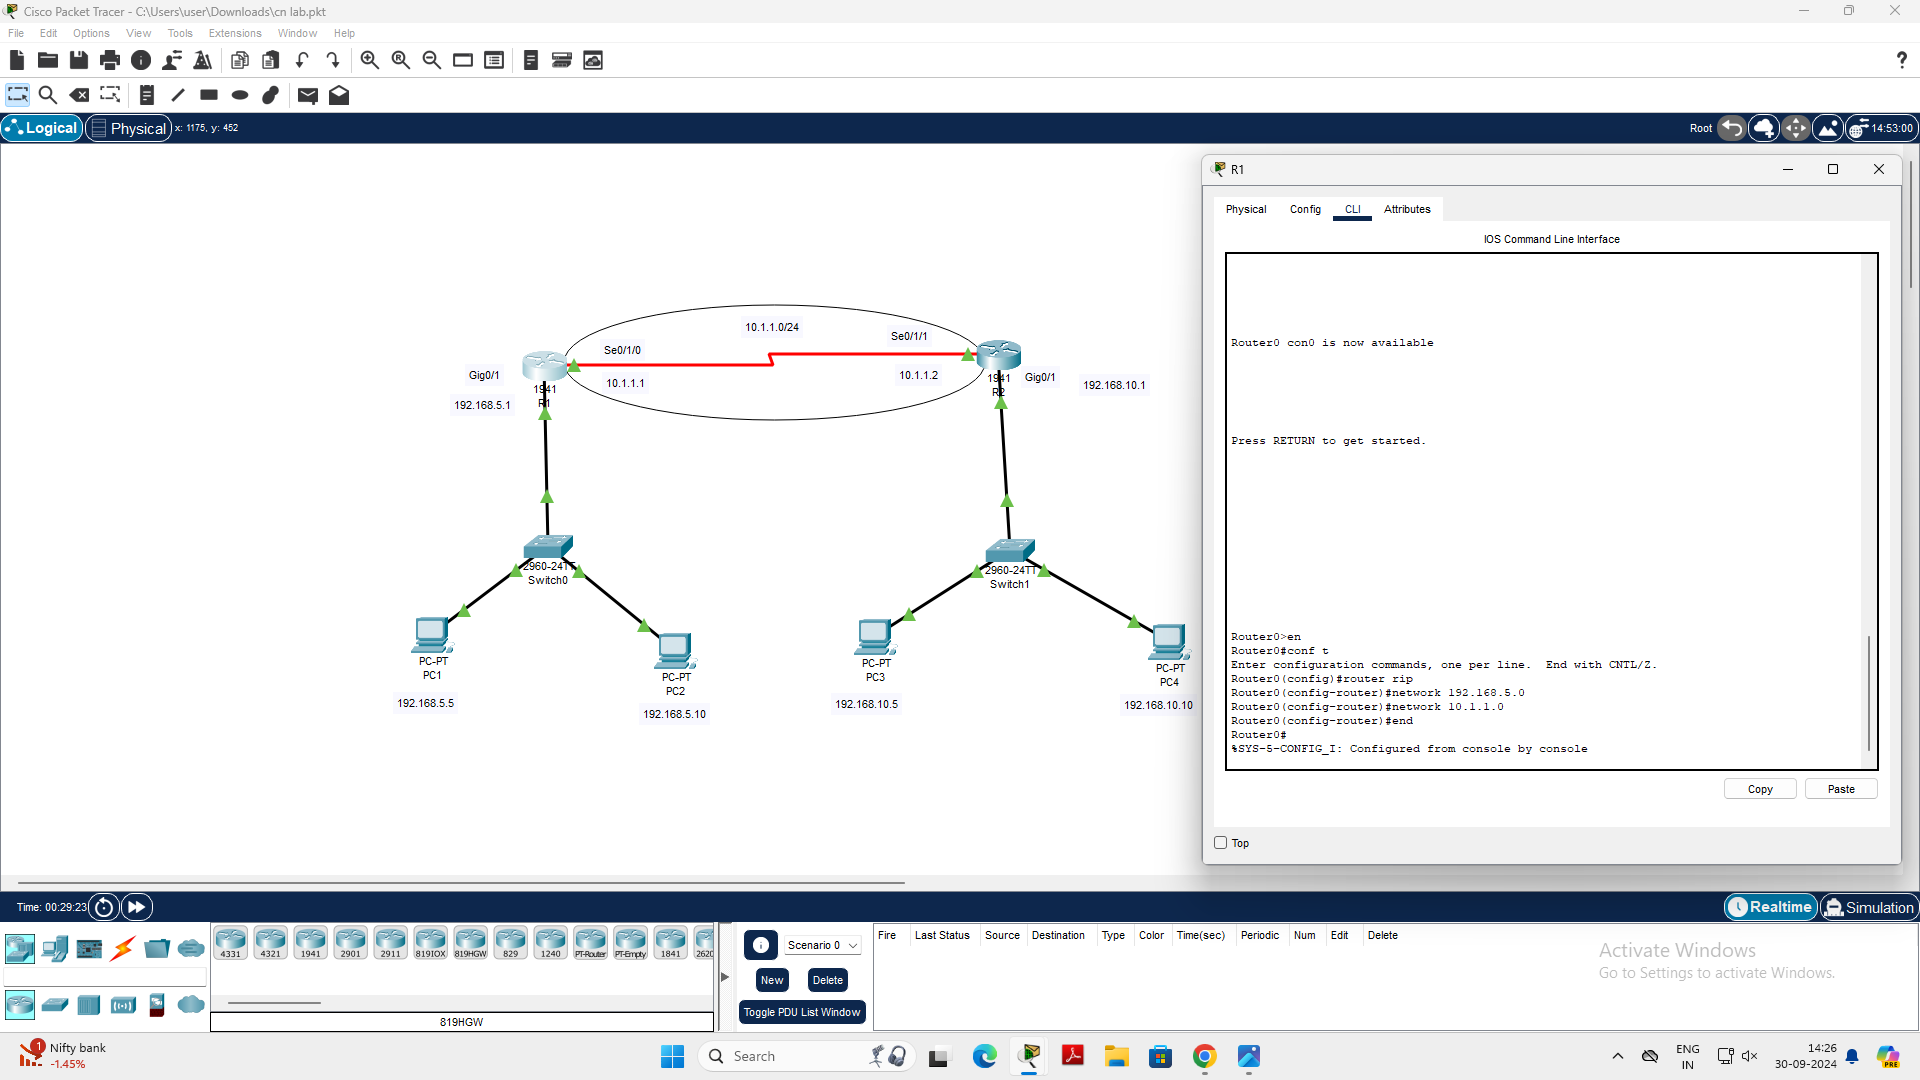 Cisco Packet Tracer - C:\Users\user\Downloads\cn lab.pkt
File Edit Options View Tools Extensions Window Help
Logical Physical x: 1175, y: 452
Root 14:53:00
10.1.1.0/24
Se0/1/0
Se0/1/1
Gig0/1
10.1.1.1
10.1.1.2
1941
R1
1941
R2
Gig0/1
192.168.10.1
192.168.5.1
2960-24TT
Switch0
2960-24TT
Switch1
PC-PT
PC1
192.168.5.5
PC-PT
PC2
192.168.5.10
PC-PT
PC3
192.168.10.5
PC-PT
PC4
192.168.10.10
R1
Physical Config CLI Attributes
IOS Command Line Interface
Router0 con0 is now available
Press RETURN to get started.
Router0>en
Router0#conf t
Enter configuration commands, one per line.  End with CNTL/Z.
Router0(config)#router rip
Router0(config-router)#network 192.168.5.0
Router0(config-router)#network 10.1.1.0
Router0(config-router)#end
Router0#
%SYS-5-CONFIG_I: Configured from console by console
Copy Paste
Top
Time: 00:29:23
Realtime Simulation
4331 4321 1941 2901 2911 819IOX 819HGW 829 1240 PT-Router PT-Empty 1841 2620
819HGW
Scenario 0
New Delete
Toggle PDU List Window
Fire Last Status Source Destination Type Color Time(sec) Periodic Num Edit Delete
Activate Windows
Go to Settings to activate Windows.
1
Nifty bank
-1.45%
Search
PRE
ENG
IN
14:26
30-09-2024